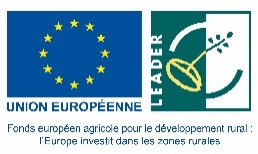 LEADER
UNION EUROPÉENNE
Fonds européen agricole pour le développement rural :
l'Europe investit dans les zones rurales